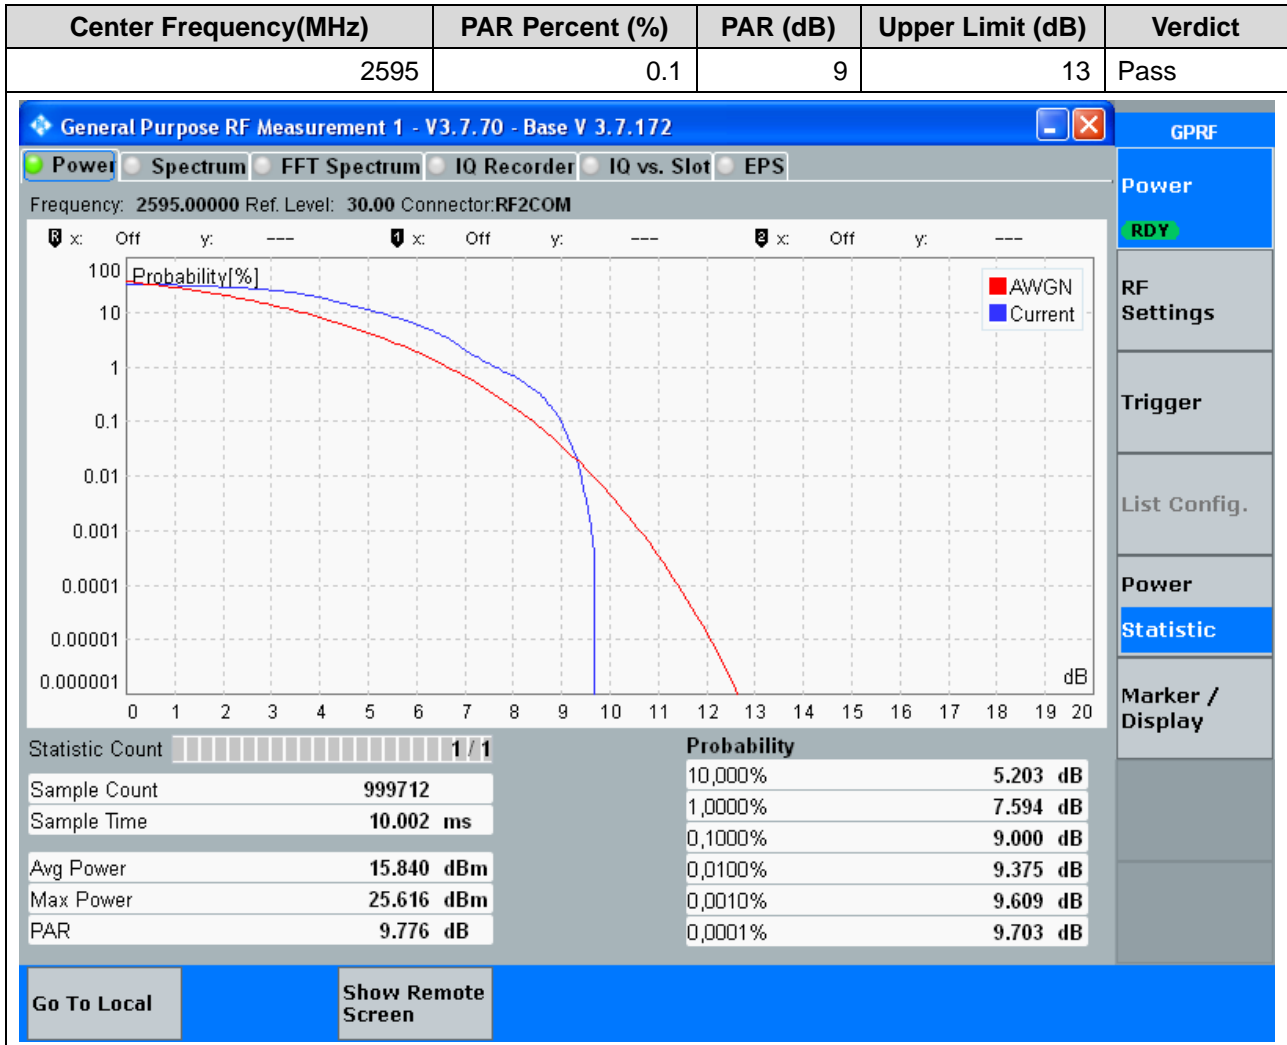 Center Frequency(MHz) PAR Percent (%) PAR (dB) Upper Limit (dB) Verdict
2595 0.1 9 13 Pass
General Purpose RF Measurement 1 - V3.7.70 - Base V 3.7.172
GPRF
Power Spectrum FFT Spectrum IQ Recorder IQ vs. Slot EPS
Power
RDY
Frequency: 2595.00000 Ref. Level: 30.00 Connector:RF2COM
R x: Off y: --- 1 x: Off y: --- 2 x: Off y: ---
Probability[%]
100
10
1
0.1
0.01
0.001
0.0001
0.00001
0.000001
AWGN
Current
dB
0 1 2 3 4 5 6 7 8 9 10 11 12 13 14 15 16 17 18 19 20
RF
Settings
Trigger
List Config.
Power
Statistic
Marker /
Display
Statistic Count 1 / 1
Sample Count 999712
Sample Time 10.002 ms
Avg Power 15.840 dBm
Max Power 25.616 dBm
PAR 9.776 dB
Probability
10,000% 5.203 dB
1,0000% 7.594 dB
0,1000% 9.000 dB
0,0100% 9.375 dB
0,0010% 9.609 dB
0,0001% 9.703 dB
Go To Local
Show Remote
Screen